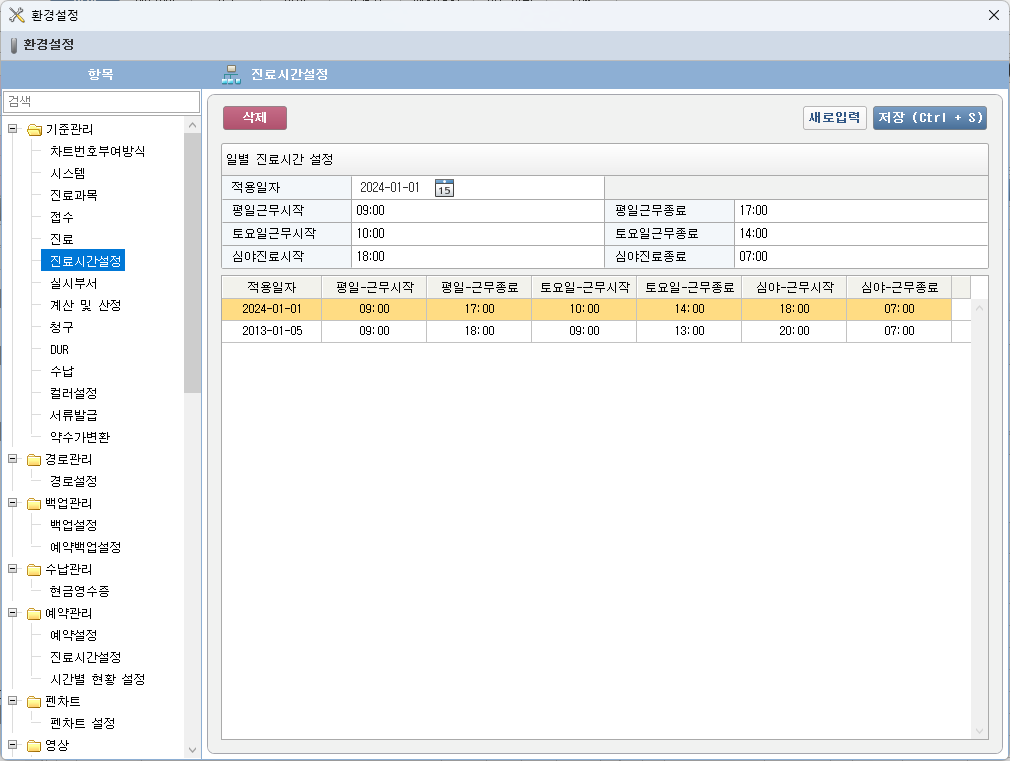 환경설정
환경설정
항목
진료시간설정
검색
기준관리
차트번호부여방식
시스템
진료과목
접수
진료
진료시간설정
실시부서
계산 및 산정
청구
DUR
수납
컬러설정
서류발급
약수가변환
경로관리
경로설정
백업관리
백업설정
예약백업설정
수납관리
현금영수증
예약관리
예약설정
진료시간설정
시간별 현황 설정
펜차트
펜차트 설정
영상
삭제 새로입력 저장 (Ctrl + S)
일별 진료시간 설정
적용일자 2024-01-01 15
평일근무시작 09:00 평일근무종료 17:00
토요일근무시작 10:00 토요일근무종료 14:00
심야진료시작 18:00 심야진료종료 07:00
적용일자 평일-근무시작 평일-근무종료 토요일-근무시작 토요일-근무종료 심야-근무시작 심야-근무종료
2024-01-01 09:00 17:00 10:00 14:00 18:00 07:00
2013-01-05 09:00 18:00 09:00 13:00 20:00 07:00